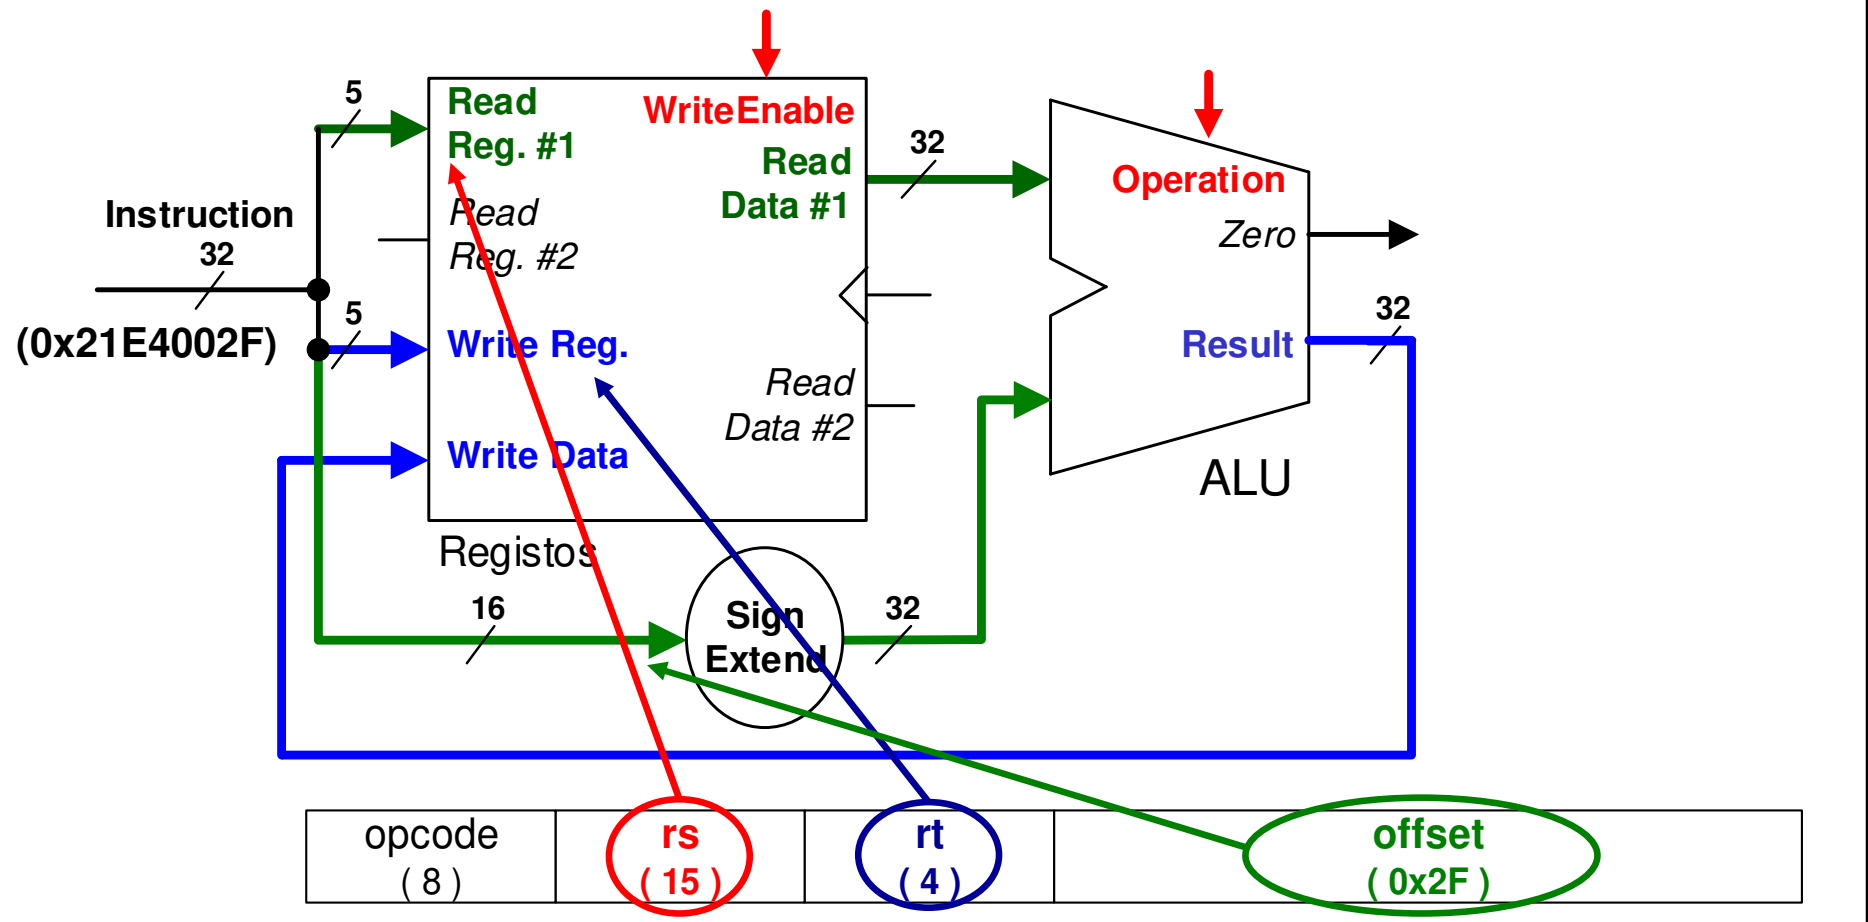 5
Read
Reg. #1
WriteEnable
Read
Data #1
32
Operation
Instruction
32
(0x21E4002F)
Read
Reg. #2
Zero
5
Write Reg.
Result
32
Read
Data #2
Write Data
ALU
Registos
16
Sign
Extend
32
opcode
( 8 )
rs
( 15 )
rt
( 4 )
offset
( 0x2F )